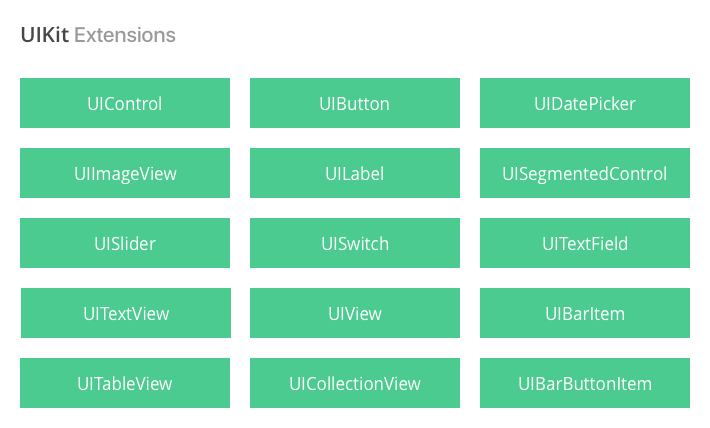 UIKit Extensions
UIControl
UIButton
UIDatePicker
UIImageView
UILabel
UISegmentedControl
UISlider
UISwitch
UITextField
UITextView
UIView
UIBarItem
UITableView
UICollectionView
UIBarButtonItem